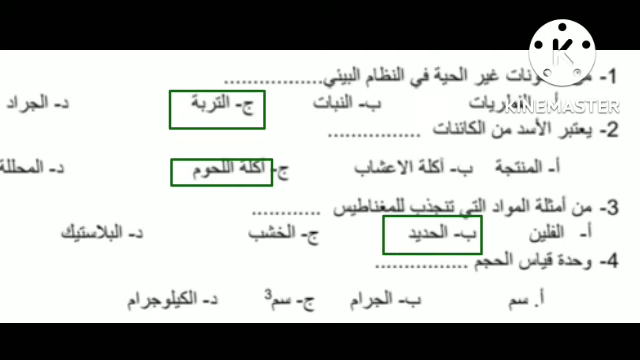 1- من غير الحية في النظام البيئي.................
أ- الفطريات ب- النبات ج- التربة د- الجراد
2- يعتبر الأسد من الكائنات ................
أ- المنتجة ب- أكلة الاعشاب ج- أكلة اللحوم د- المحللة
3- من أمثلة المواد التي تنجذب للمغناطيس ............
أ- الفلين ب- الحديد ج- الخشب د- البلاستيك
4- وحدة قياس الحجم ................
أ. سم ب- الجرام ج- سم³ د- الكيلوجرام
KINEMASTER